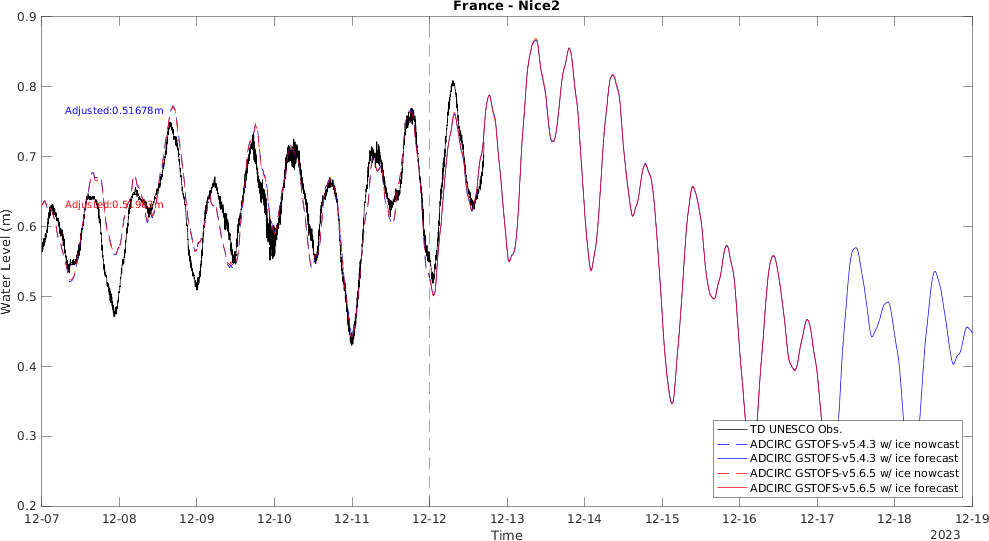 France - Nice2
0.9
0.8
0.7
0.6
0.5
0.4
0.3
0.2
Water Level (m)
Adjusted:0.51678m
TD UNESCO Obs.
ADCIRC GSTOFS-v5.4.3 w/ ice nowcast
ADCIRC GSTOFS-v5.4.3 w/ ice forecast
ADCIRC GSTOFS-v5.6.5 w/ ice nowcast
ADCIRC GSTOFS-v5.6.5 w/ ice forecast
12-07 12-08 12-09 12-10 12-11 12-12 12-13 12-14 12-15 12-16 12-17 12-18 12-19
Time
2023